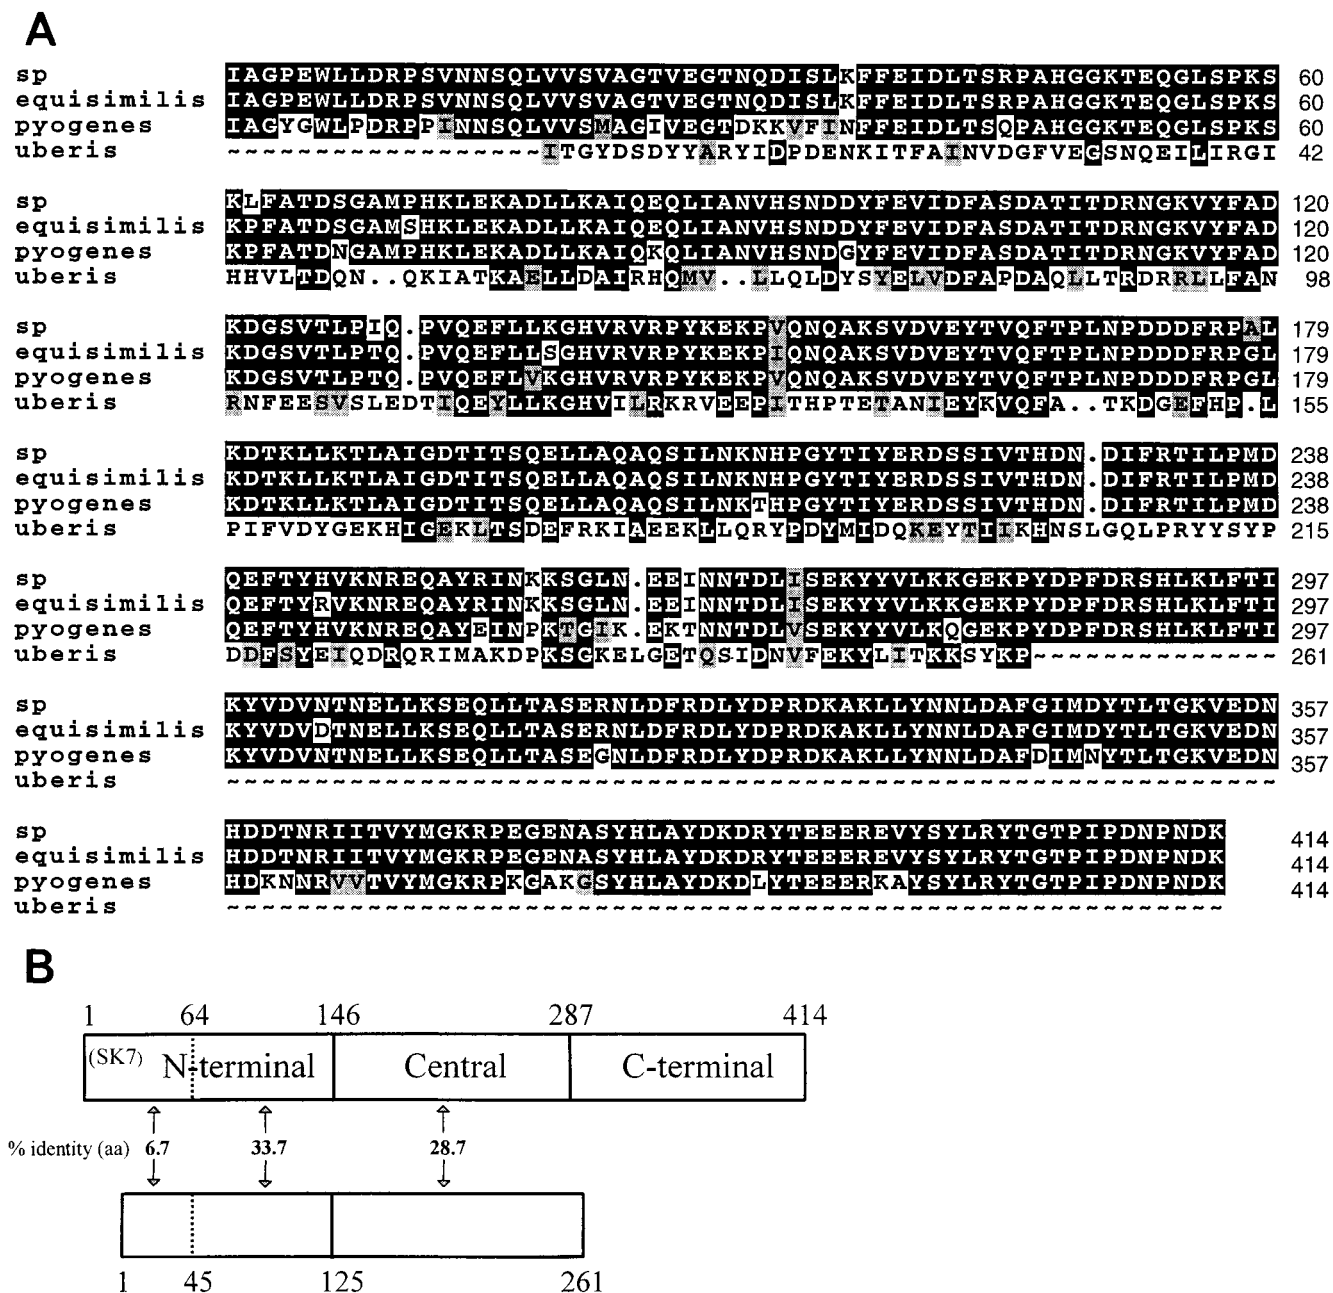 A
sp IAGPEWLLDRPSVNNSQLVVSVAGTVEGTNQDISLKFFEIDLTSRPAHGGKTEQGLSPKS 60
equisimilis IAGPEWLLDRPSVNNSQLVVSVAGTVEGTNQDISLKFFEIDLTSRPAHGGKTEQGLSPKS 60
pyogenes IAGYGWLPDRPPINNSQLVVSMAGIVEGTDKKVFINFFEIDLTSQPAHGGKTEQGLSPKS 60
uberis ~~~~~~~~~~~~~~~~~~ITGYDSDYYARYIDPDENKITFAINVDGFVEGSNQEILIRGI 42
sp KLFATDSGAMPHKLEKADLLKAIQEQLIANVHSNDDYFEVIDFASDATITDRNGKVYFAD 120
equisimilis KPFATDSGAMSHKLEKADLLKAIQEQLIANVHSNDDYFEVIDFASDATITDRNGKVYFAD 120
pyogenes KPFATDNGAMPHKLEKADLLKAIQKQLIANVHSNDGYFEVIDFASDATITDRNGKVYFAD 120
uberis HHVLTDQN..QKIATKAELLDAIRHQMV..LLQLDYSYELVDFAPDAQLLTRDRRLLFAN 98
sp KDGSVTLPIQ.PVQEFLLKGHVRVRPYKEKPVQNQAKSVDVEYTVQFTPLNPDDDFRPAL 179
equisimilis KDGSVTLPTQ.PVQEFLLSGHVRVRPYKEKPIQNQAKSVDVEYTVQFTPLNPDDDFRPGL 179
pyogenes KDGSVTLPTQ.PVQEFLVKGHVRVRPYKEKPVQNQAKSVDVEYTVQFTPLNPDDDFRPGL 179
uberis RNFEESVSLEDTIQEYLLKGHVILRKRVEEPITHPTETANIEYKVQFA..TKDGEFHP.L 155
sp KDTKLLKTLAIGDTITSQELLAQAQSILNKNHPGYTIYERDSSIVTHDN.DIFRTILPMD 238
equisimilis KDTKLLKTLAIGDTITSQELLAQAQSILNKNHPGYTIYERDSSIVTHDN.DIFRTILPMD 238
pyogenes KDTKLLKTLAIGDTITSQELLAQAQSILNKTHPGYTIYERDSSIVTHDN.DIFRTILPMD 238
uberis PIFVDYGEKHIGEKLTSDEFRKIAEEKLLQRYPDYMLDQKEYTIIKHNSLGQLPRYYSYP 215
sp QEFTYHVKNREQAYRINKKSGLN.EEINNTDLISEKYYVLKKGEKPYDPFDRSHLKLFTI 297
equisimilis QEFTYRVKNREQAYRINKKSGLN.EEINNTDLISEKYYVLKKGEKPYDPFDRSHLKLFTI 297
pyogenes QEFTYHVKNREQAYEINPKTGIK.EKTNNTDLVSEKYYVLKQGEKPYDPFDRSHLKLFTI 297
uberis DDFSYEIQDRQRIMAKDPKSGKELGETQSIDNVFEKYLITKKSYKP~~~~~~~~~~~~~~ 261
sp KYVDVNTNELLKSEQLLTASERNLDFRDLYDPRDKAKLLYNNLDAFGIMDYTLTGKVEDN 357
equisimilis KYVDVDTNELLKSEQLLTASERNLDFRDLYDPRDKAKLLYNNLDAFGIMDYTLTGKVEDN 357
pyogenes KYVDVNTNELLKSEQLLTASEGNLDFRDLYDPRDKAKLLYNNLDAFDIMNYTLTGKVEDN 357
uberis ~~~~~~~~~~~~~~~~~~~~~~~~~~~~~~~~~~~~~~~~~~~~~~~~~~~~~~~~~~~~
sp HDDTNRIITVYMGKRPEGENASYHLAYDKDRYTEEEREVYSYLRYTGTPIPDNPNDK 414
equisimilis HDDTNRIITVYMGKRPEGENASYHLAYDKDRYTEEEREVYSYLRYTGTPIPDNPNDK 414
pyogenes HDKNNRVVTVYMGKRPKGAKGSYHLAYDKDLYTEEERKAYSYLRYTGTPIPDNPNDK 414
uberis ~~~~~~~~~~~~~~~~~~~~~~~~~~~~~~~~~~~~~~~~~~~~~~~~~~~~~~~~~
B
1 64 146 287 414
(SK7) N-terminal Central C-terminal
% identity (aa) 6.7 33.7 28.7
1 45 125 261